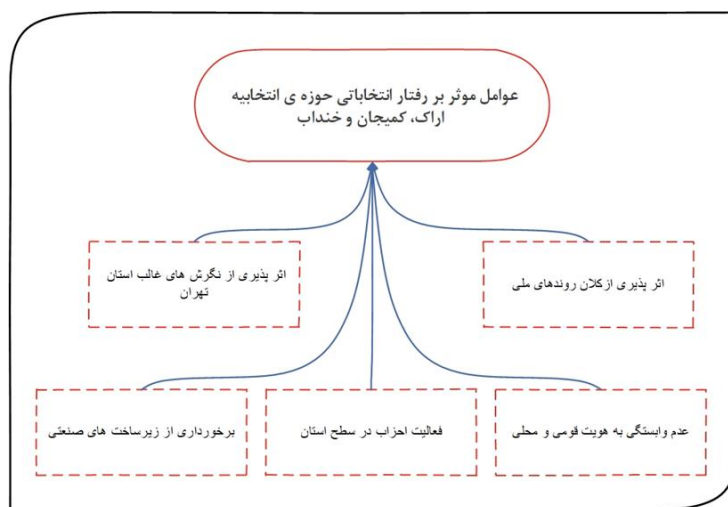 عوامل موثر بر رفتار انتخاباتی حوزه ی انتخابیه
اراک، کمیجان و خنداب
اثر پذیری ازکلان روندهای ملی
اثر پذیری از نگرش های غالب استان
تهران
عدم وابستگی به هویت قومی و محلی
فعالیت احزاب در سطح استان
برخورداری از زیرساخت های صنعتی